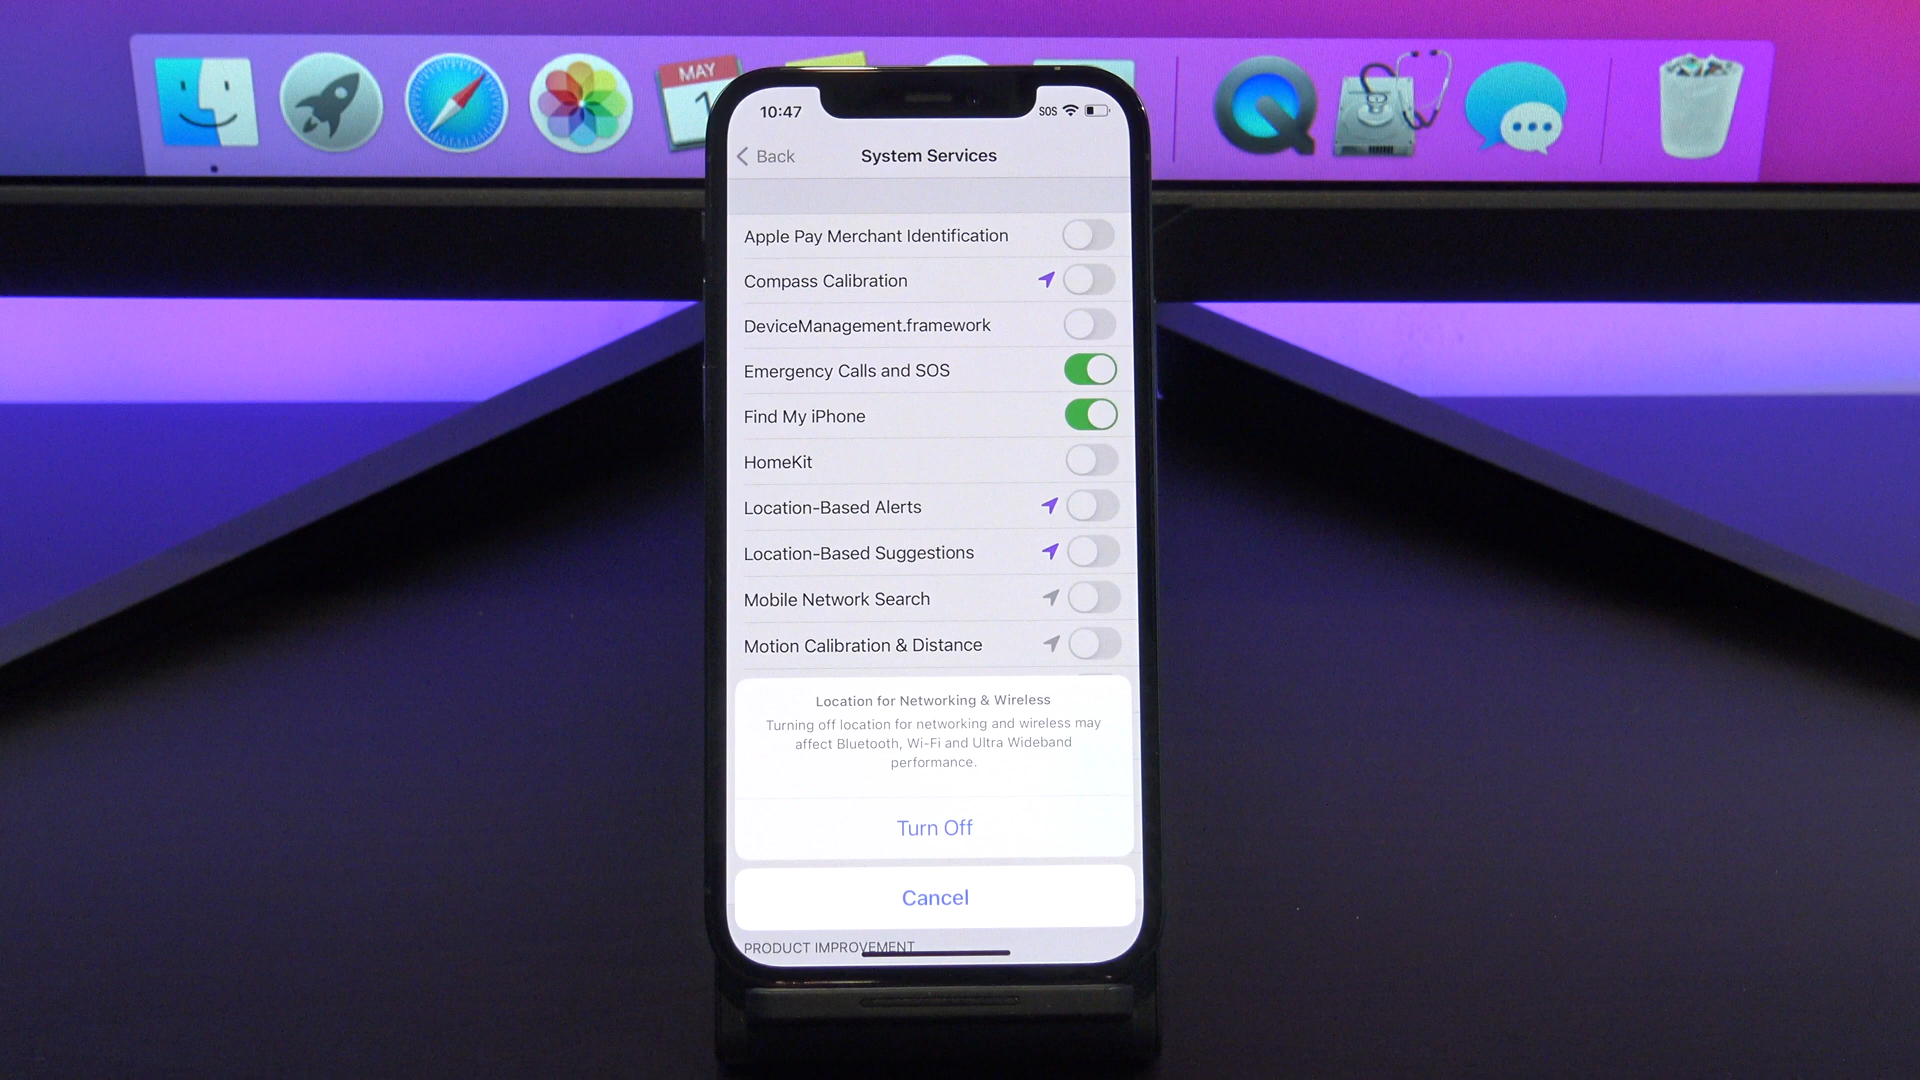 MAY
1
10:47
SOS
Back
System Services
Apple Pay Merchant Identification
Compass Calibration
DeviceManagement.framework
Emergency Calls and SOS
Find My iPhone
HomeKit
Location-Based Alerts
Location-Based Suggestions
Mobile Network Search
Motion Calibration & Distance
Location for Networking & Wireless
Turning off location for networking and wireless may
affect Bluetooth, Wi-Fi and Ultra Wideband
performance.
Turn Off
Cancel
PRODUCT IMPROVEMENT